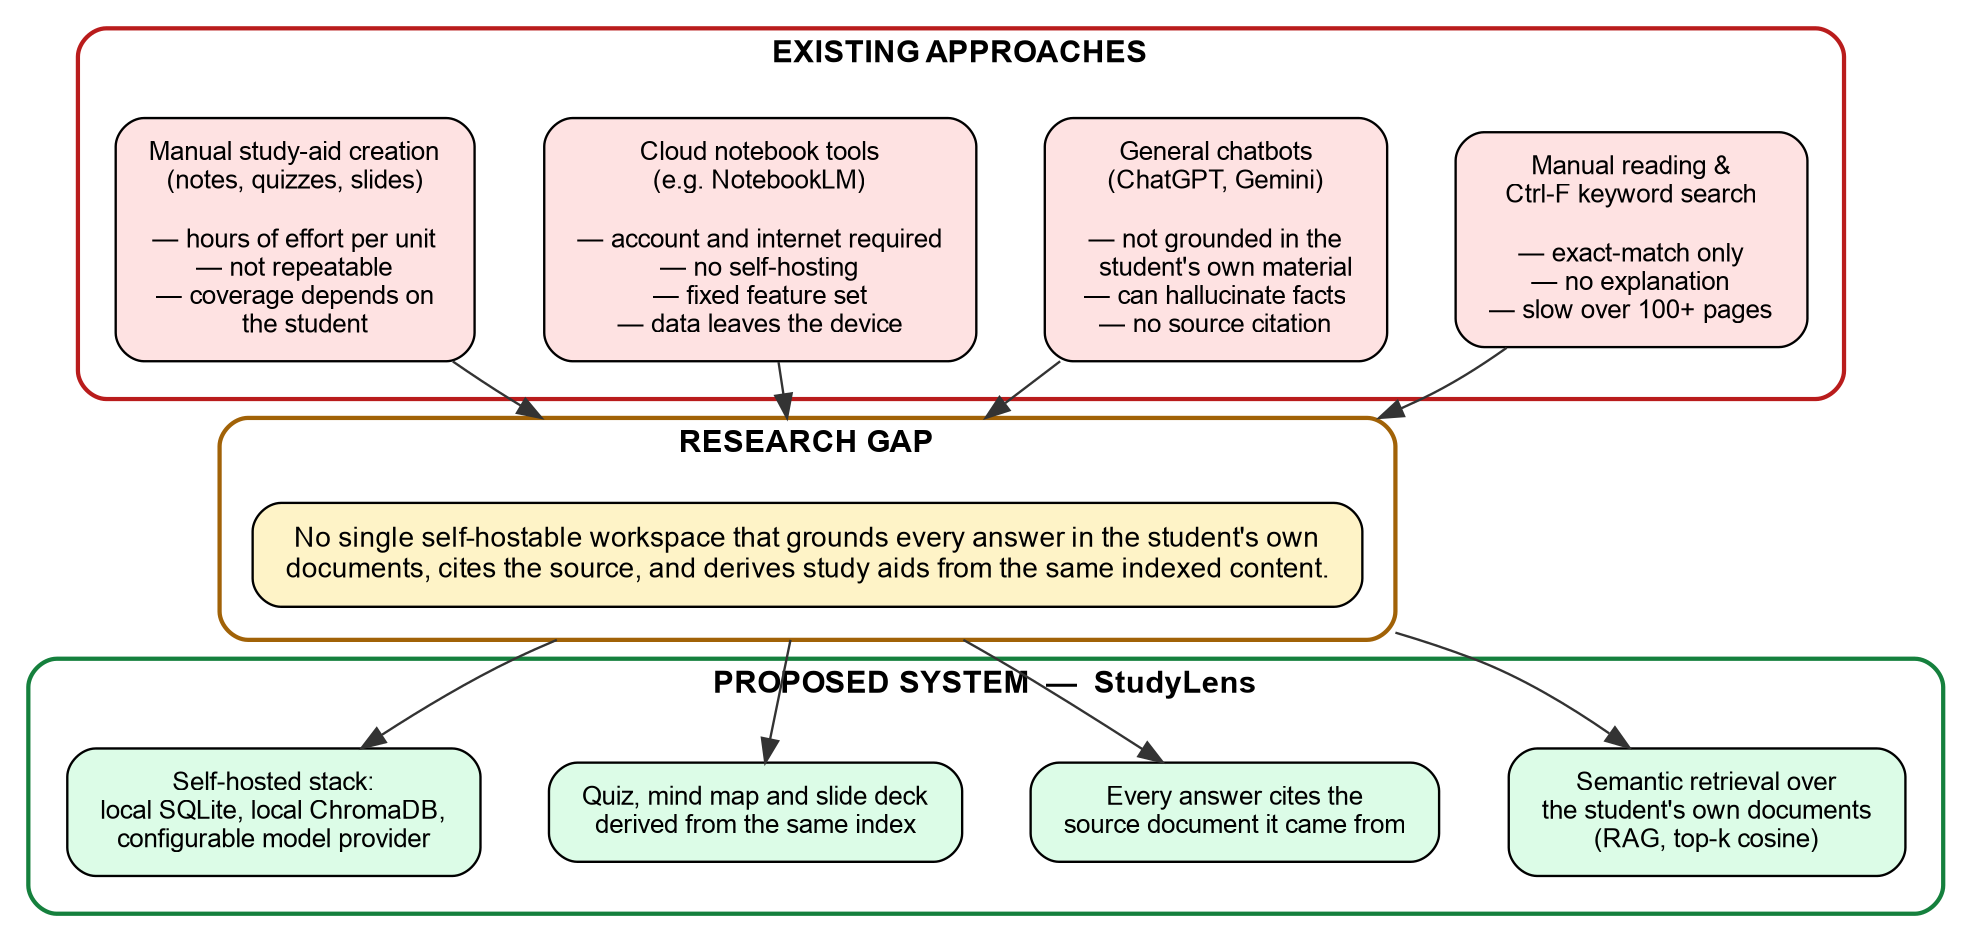 EXISTING APPROACHES
Manual study-aid creation
(notes, quizzes, slides)
— hours of effort per unit
— not repeatable
— coverage depends on
the student
Cloud notebook tools
(e.g. NotebookLM)
— account and internet required
— no self-hosting
— fixed feature set
— data leaves the device
General chatbots
(ChatGPT, Gemini)
— not grounded in the
student's own material
— can hallucinate facts
— no source citation
Manual reading &
Ctrl-F keyword search
— exact-match only
— no explanation
— slow over 100+ pages
RESEARCH GAP
No single self-hostable workspace that grounds every answer in the student's own
documents, cites the source, and derives study aids from the same indexed content.
PROPOSED SYSTEM — StudyLens
Self-hosted stack:
local SQLite, local ChromaDB,
configurable model provider
Quiz, mind map and slide deck
derived from the same index
Every answer cites the
source document it came from
Semantic retrieval over
the student's own documents
(RAG, top-k cosine)